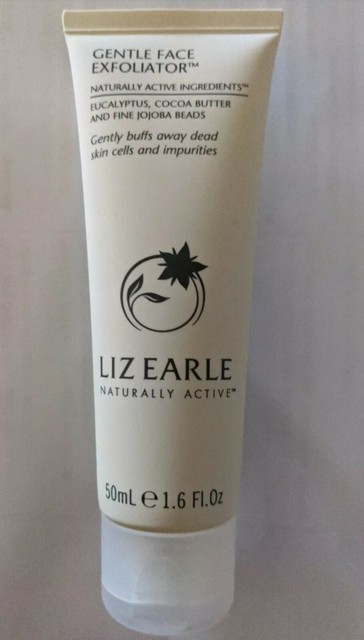 GENTLE FACE
EXFOLIATOR™
NATURALLY ACTIVE INGREDIENTS™
EUCALYPTUS, COCOA BUTTER
AND FINE JOJOBA BEADS
Gently buffs away dead
skin cells and impurities
LIZ EARLE
NATURALLY ACTIVE™
50mL ℮ 1.6 Fl.Oz